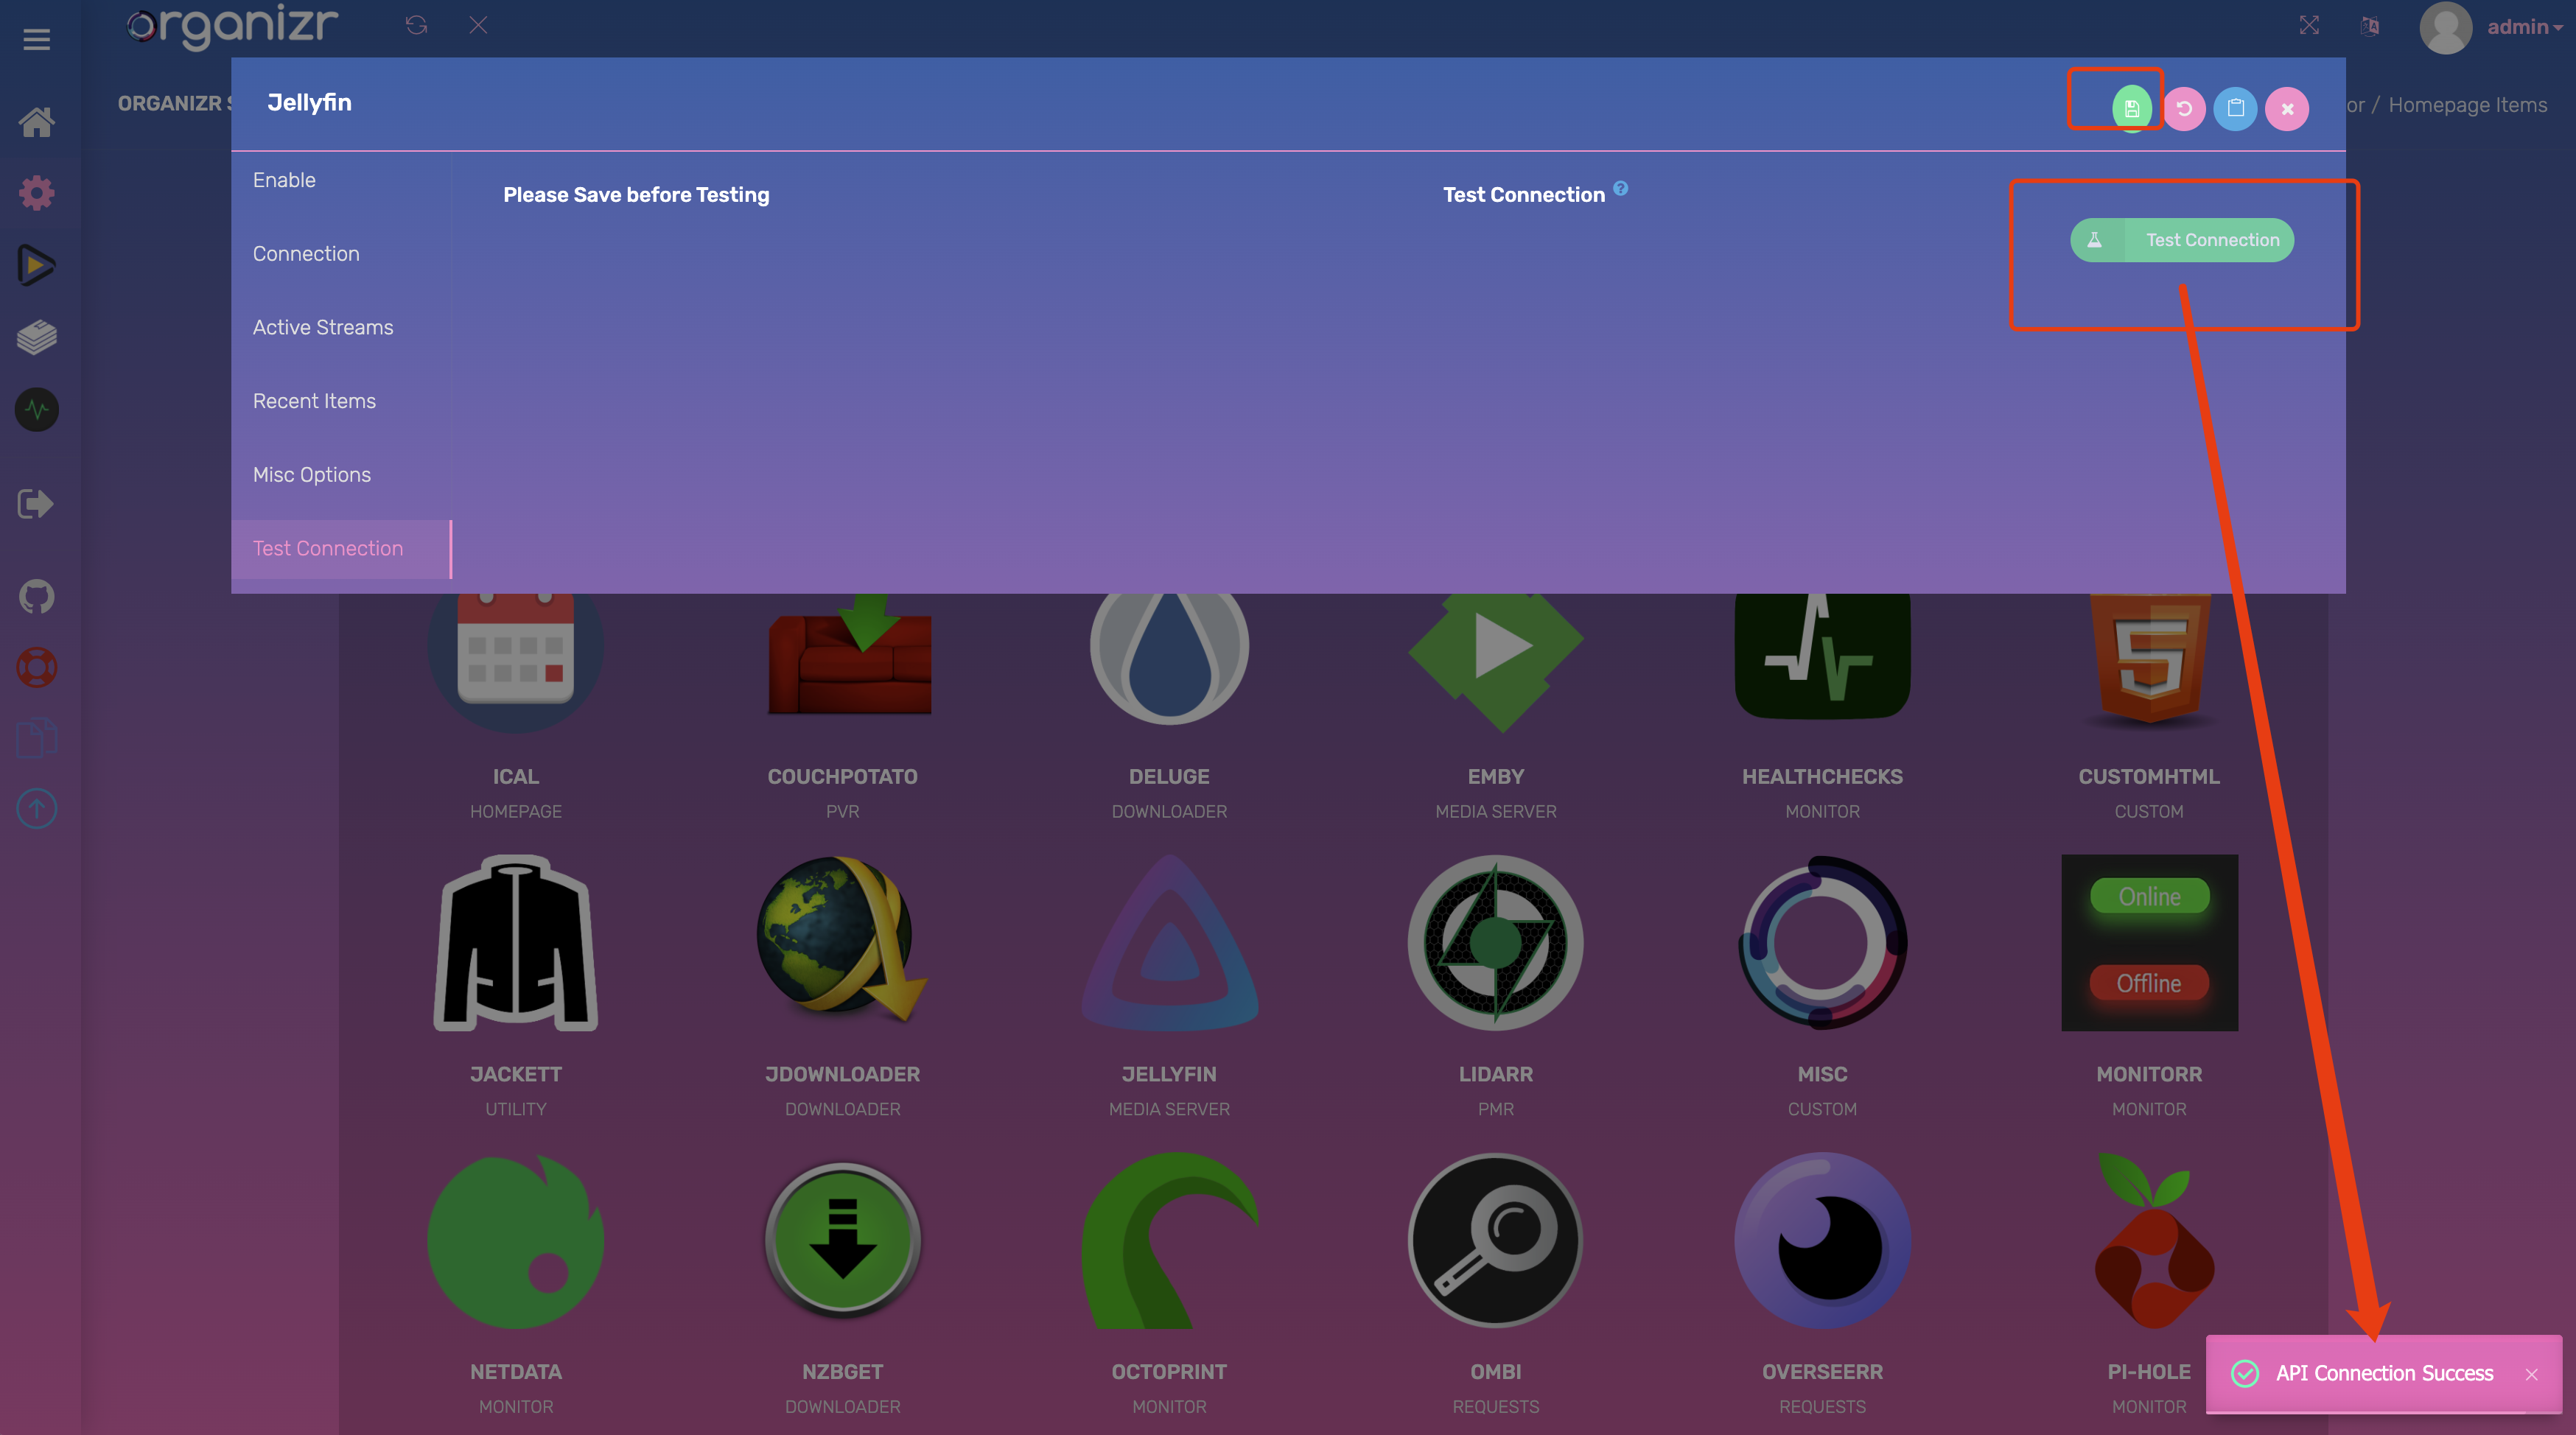 organizr
admin
ORGANIZR S
Jellyfin
or / Homepage Items
Enable
Connection
Active Streams
Recent Items
Misc Options
Test Connection
Please Save before Testing
Test Connection ?
Test Connection
ICAL
HOMEPAGE
COUCHPOTATO
PVR
DELUGE
DOWNLOADER
EMBY
MEDIA SERVER
HEALTHCHECKS
MONITOR
CUSTOMHTML
CUSTOM
Online
Offline
JACKETT
UTILITY
JDOWNLOADER
DOWNLOADER
JELLYFIN
MEDIA SERVER
LIDARR
PMR
MISC
CUSTOM
MONITORR
MONITOR
NETDATA
MONITOR
NZBGET
DOWNLOADER
OCTOPRINT
MONITOR
OMBI
REQUESTS
OVERSEERR
REQUESTS
PI-HOLE
MONITOR
API Connection Success